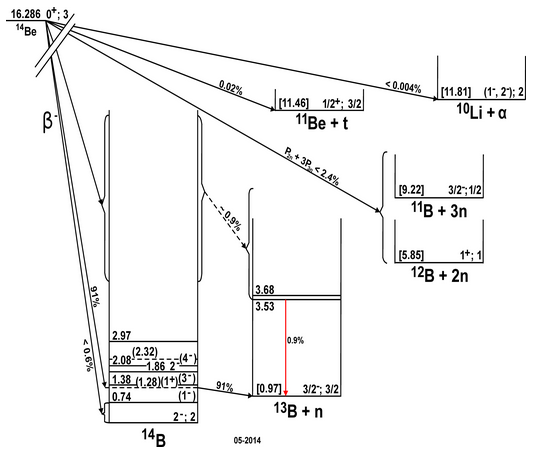 16.286 0⁺; 3
¹⁴Be
β⁻
0.02%
< 0.004%
[11.46] 1/2⁺; 3/2
¹¹Be + t
[11.81] (1⁻, 2⁻); 2
¹⁰Li + α
P₂ₙ + 3P₃ₙ < 2.4%
[9.22] 3/2⁻; 1/2
¹¹B + 3n
[5.85] 1⁺; 1
¹²B + 2n
~ 0.9%
3.68
3.53
0.9%
[0.97] 3/2⁻; 3/2
¹³B + n
91%
91%
< 0.6%
2.97
(2.32)
2.08 (4⁻)
1.86 2⁻
1.38 (3⁻)
(1.28)(1⁺)
0.74 (1⁻)
2⁻; 2
¹⁴B
05-2014